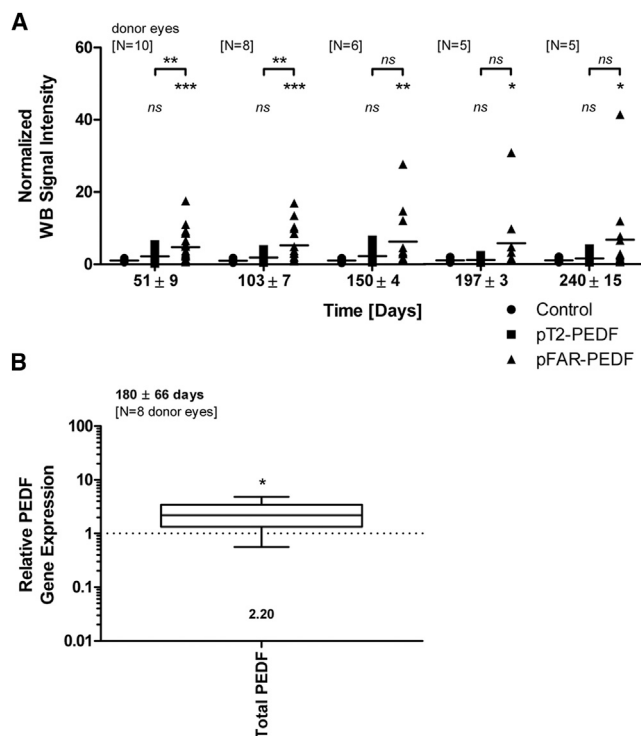 A
donor eyes
[N=10] [N=8] [N=6] [N=5] [N=5]
60
** ** ns ns ns
*** *** ** * *
40
ns ns ns ns ns
20
0
Normalized
WB Signal Intensity
51 ± 9 103 ± 7 150 ± 4 197 ± 3 240 ± 15
Time [Days]
Control
pT2-PEDF
pFAR-PEDF
B
180 ± 66 days
[N=8 donor eyes]
100
10
1
0.1
0.01
Relative PEDF
Gene Expression
*
2.20
Total PEDF